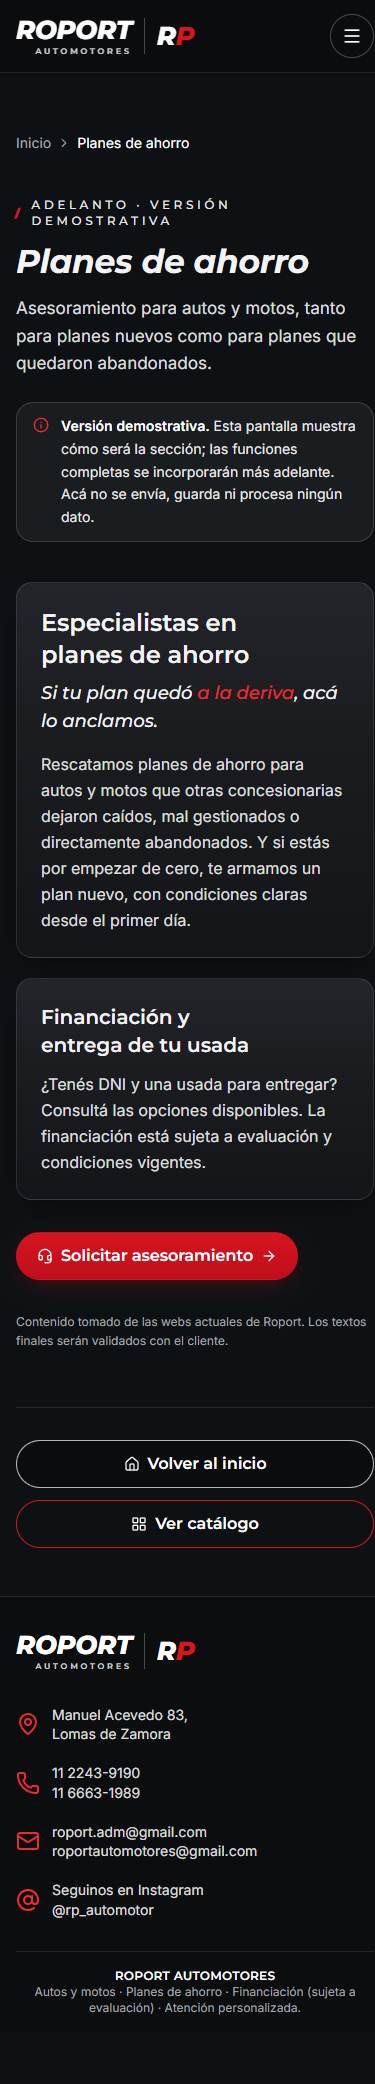 ROPORT
AUTOMOTORES
RP
Inicio > Planes de ahorro
ADELANTO · VERSIÓN
DEMOSTRATIVA
Planes de ahorro
Asesoramiento para autos y motos, tanto
para planes nuevos como para planes que
quedaron abandonados.
Versión demostrativa. Esta pantalla muestra
cómo será la sección; las funciones
completas se incorporarán más adelante.
Acá no se envía, guarda ni procesa ningún
dato.
Especialistas en
planes de ahorro
Si tu plan quedó a la deriva, acá
lo anclamos.
Rescatamos planes de ahorro para
autos y motos que otras concesionarias
dejaron caídos, mal gestionados o
directamente abandonados. Y si estás
por empezar de cero, te armamos un
plan nuevo, con condiciones claras
desde el primer día.
Financiación y
entrega de tu usada
¿Tenés DNI y una usada para entregar?
Consultá las opciones disponibles. La
financiación está sujeta a evaluación y
condiciones vigentes.
Solicitar asesoramiento →
Contenido tomado de las webs actuales de Roport. Los textos
finales serán validados con el cliente.
Volver al inicio
Ver catálogo
ROPORT
AUTOMOTORES
RP
Manuel Acevedo 83,
Lomas de Zamora
11 2243-9190
11 6663-1989
roport.adm@gmail.com
roportautomotores@gmail.com
Seguinos en Instagram
@rp_automotor
ROPORT AUTOMOTORES
Autos y motos · Planes de ahorro · Financiación (sujeta a
evaluación) · Atención personalizada.